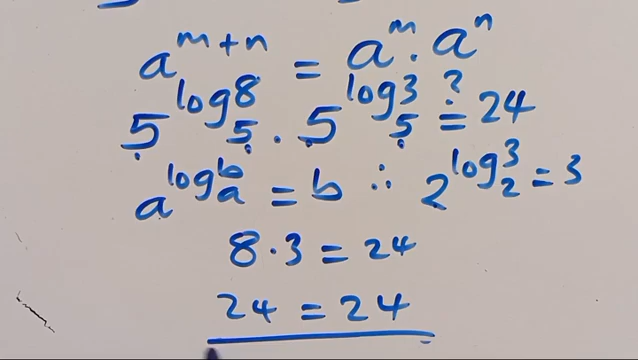 a^{m+n} = a^m · a^n
5^{log_5 8} · 5^{log_5 3} ?= 24
a^{log_a b} = b ∴ 2^{log_2 3} = 3
8 · 3 = 24
24 = 24